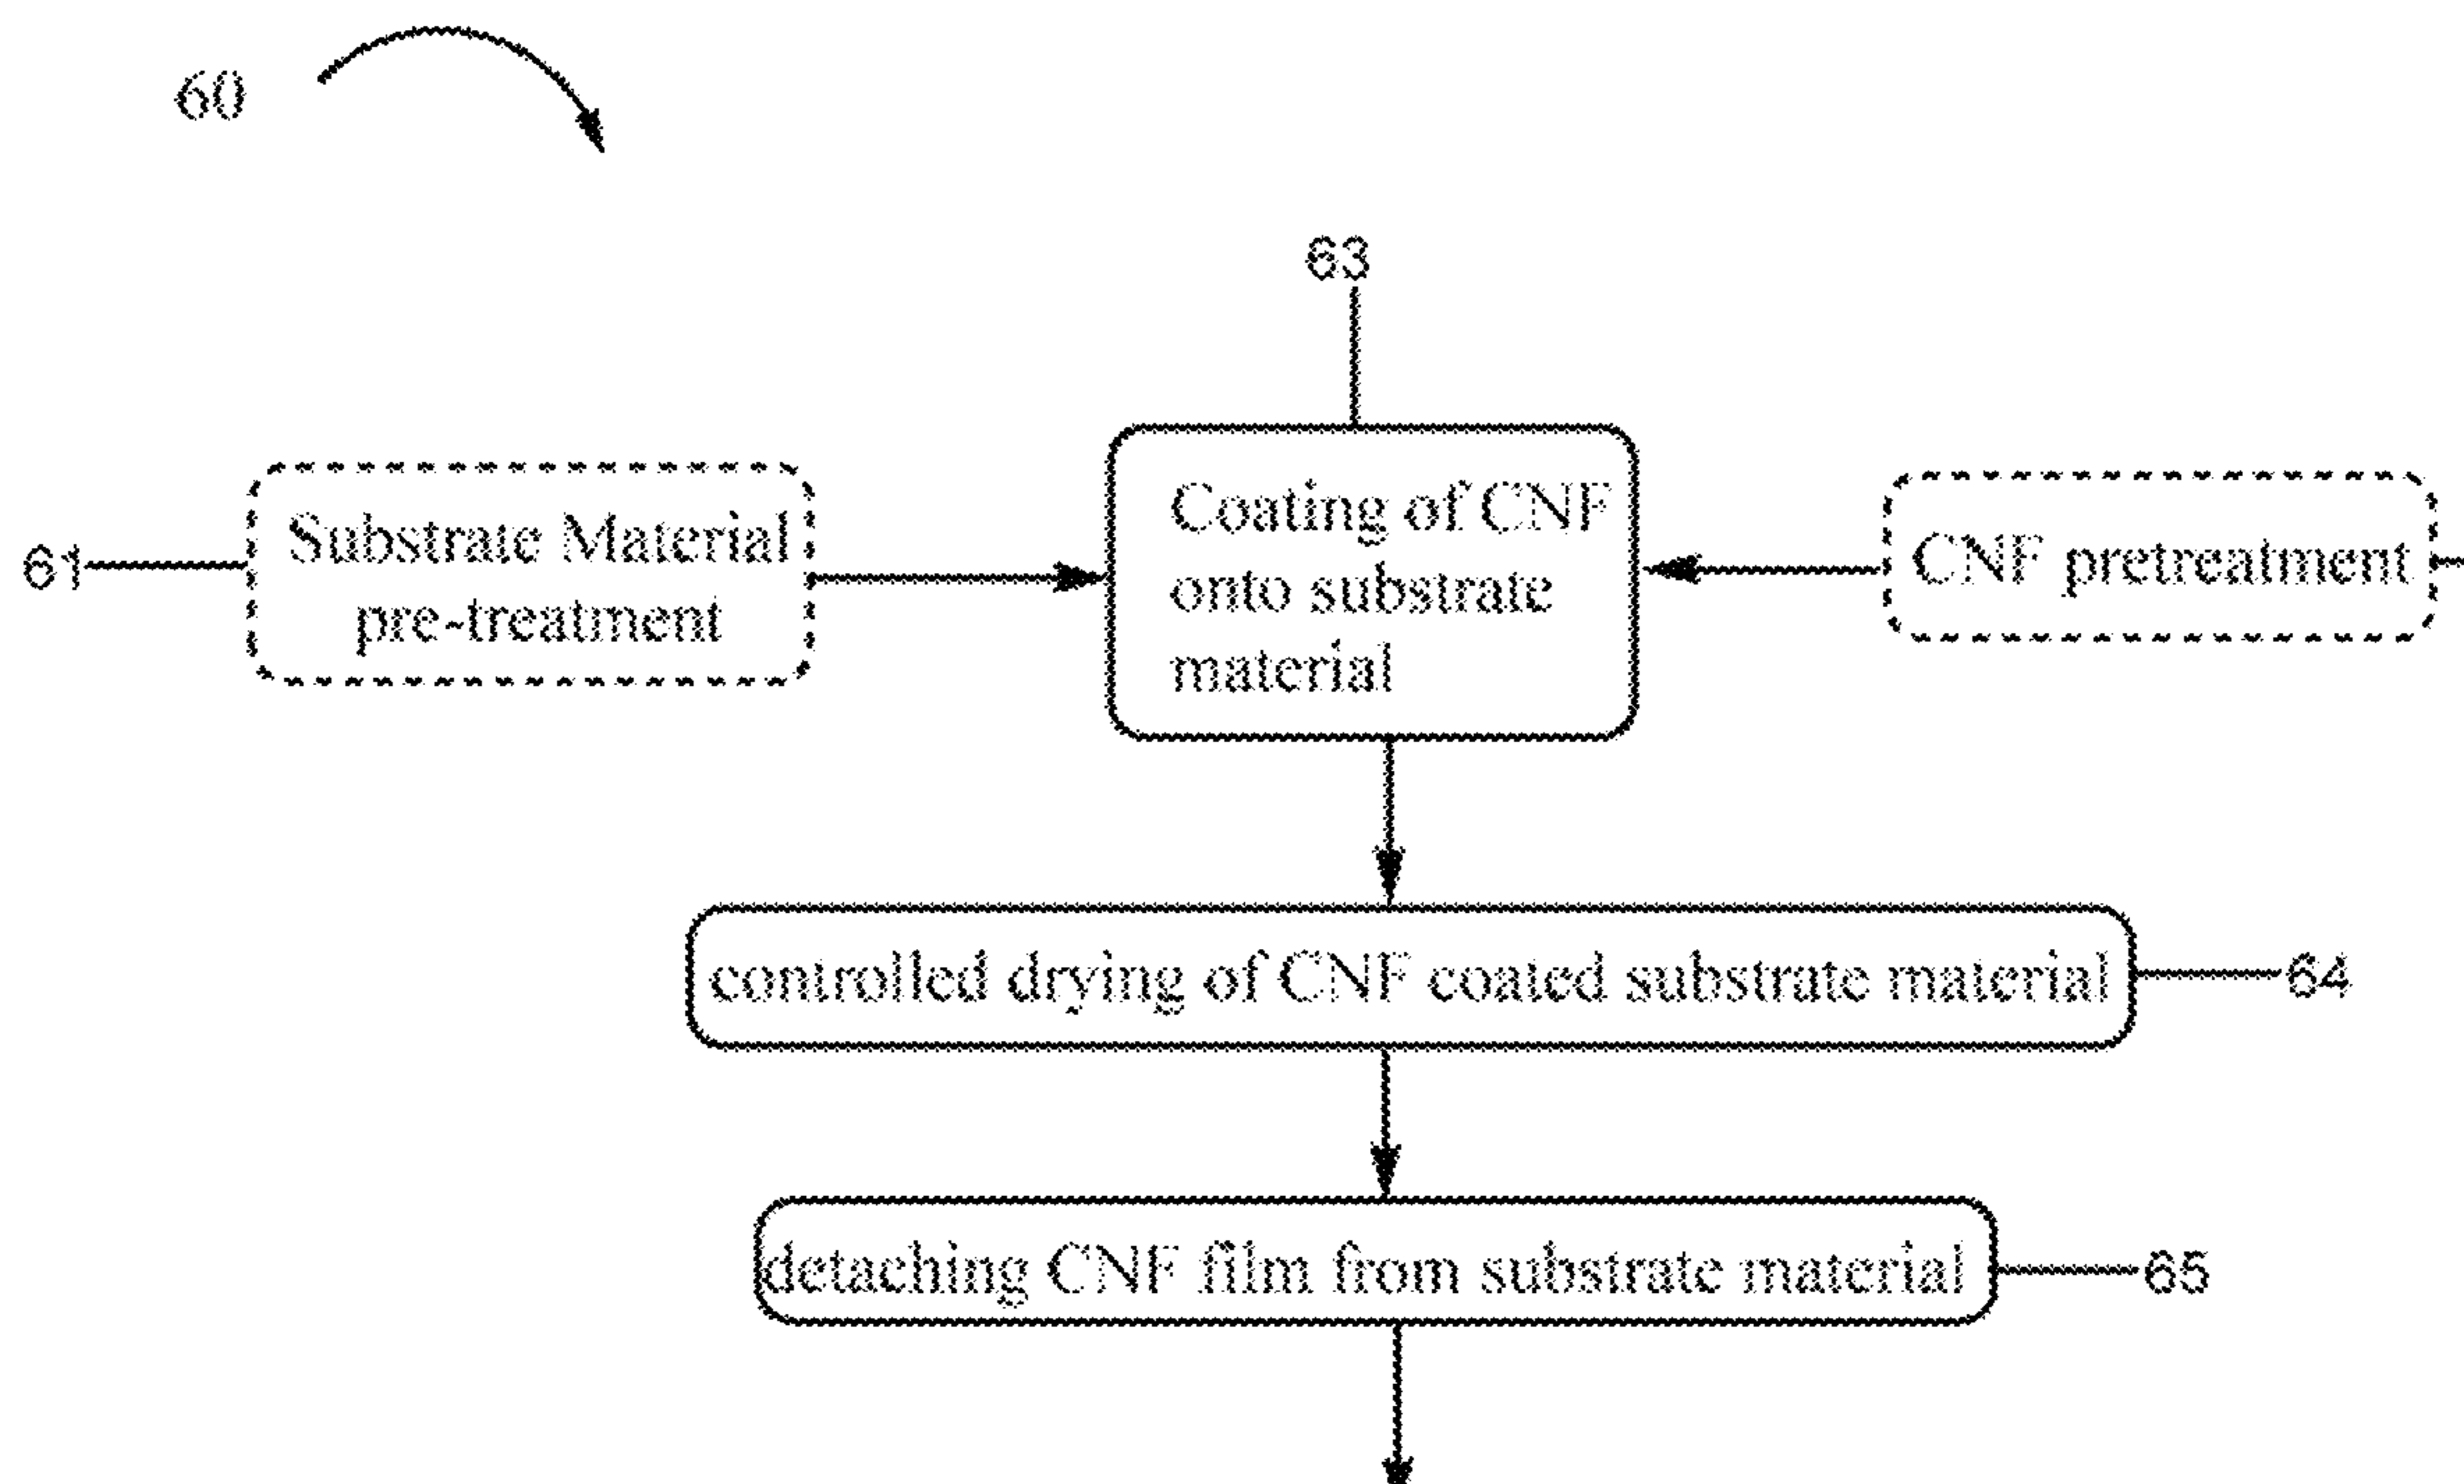 60
63
61
Substrate Material
pre-treatment
Coating of CNF
onto substrate
material
CNF pretreatment
controlled drying of CNF coated substrate material
64
detaching CNF film from substrate material
65